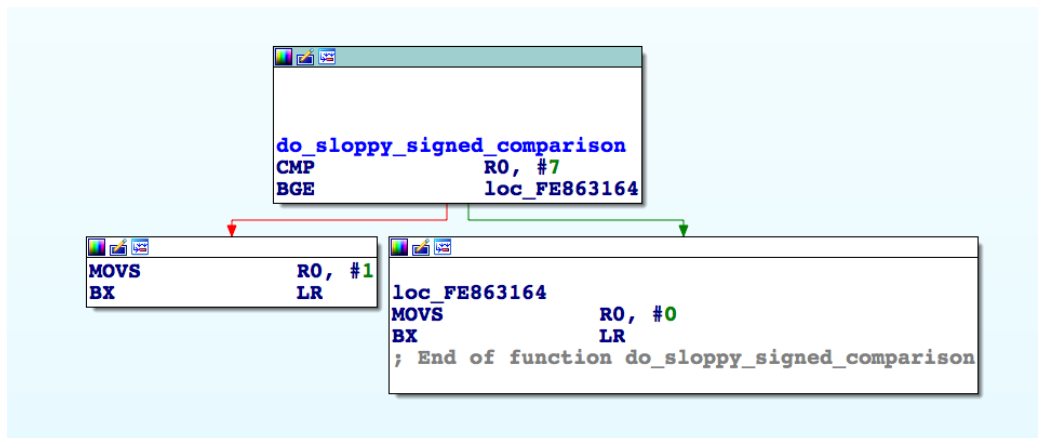 do_sloppy_signed_comparison
CMP R0, #7
BGE loc_FE863164
MOVS R0, #1
BX LR
loc_FE863164
MOVS R0, #0
BX LR
; End of function do_sloppy_signed_comparison